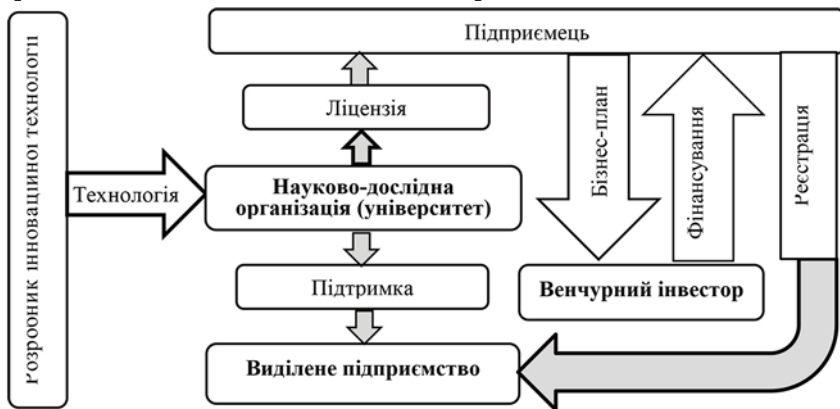 Розробник інноваційної технології
Підприємець
Ліцензія
Технологія
Науково-дослідна
організація (університет)
Підтримка
Виділене підприємство
Бізнес-план
Фінансування
Венчурний інвестор
Реєстрація